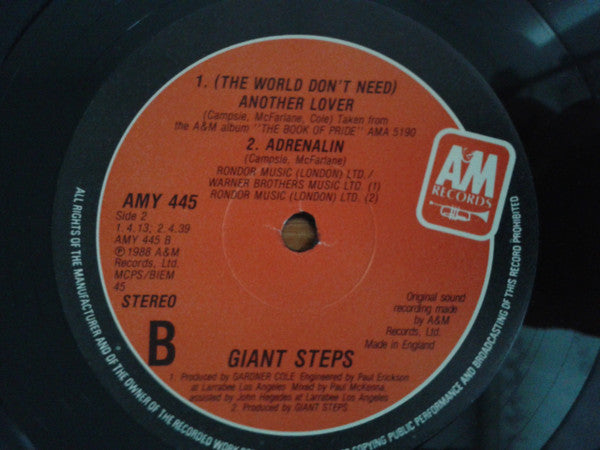 1. (THE WORLD DON'T NEED)
ANOTHER LOVER
(Campsie, McFarlane, Cole) Taken from
the A&M album "THE BOOK OF PRIDE" AMA 5190
2. ADRENALIN
(Campsie, McFarlane)
RONDOR MUSIC (LONDON) LTD./
WARNER BROTHERS MUSIC LTD. (1)
RONDOR MUSIC (LONDON) LTD. (2)
A&M
RECORDS
AMY 445
Side 2
1. 4.13; 2. 4.39
AMY 445 B
℗ 1988 A&M
Records, Ltd.
MCPS/BIEM
45
STEREO
B
Original sound
recording made
by A&M
Records, Ltd.
Made in England
GIANT STEPS
1. Produced by GARDNER COLE Engineered by Paul Erickson
at Larrabee Los Angeles Mixed by Paul McKenna,
assisted by John Hegedes at Larrabee Los Angeles
2. Produced by GIANT STEPS
ALL RIGHTS OF THE MANUFACTURER AND OF THE OWNER OF THE RECORDED WORK
COPYING PUBLIC PERFORMANCE AND BROADCASTING OF THIS RECORD PROHIBITED